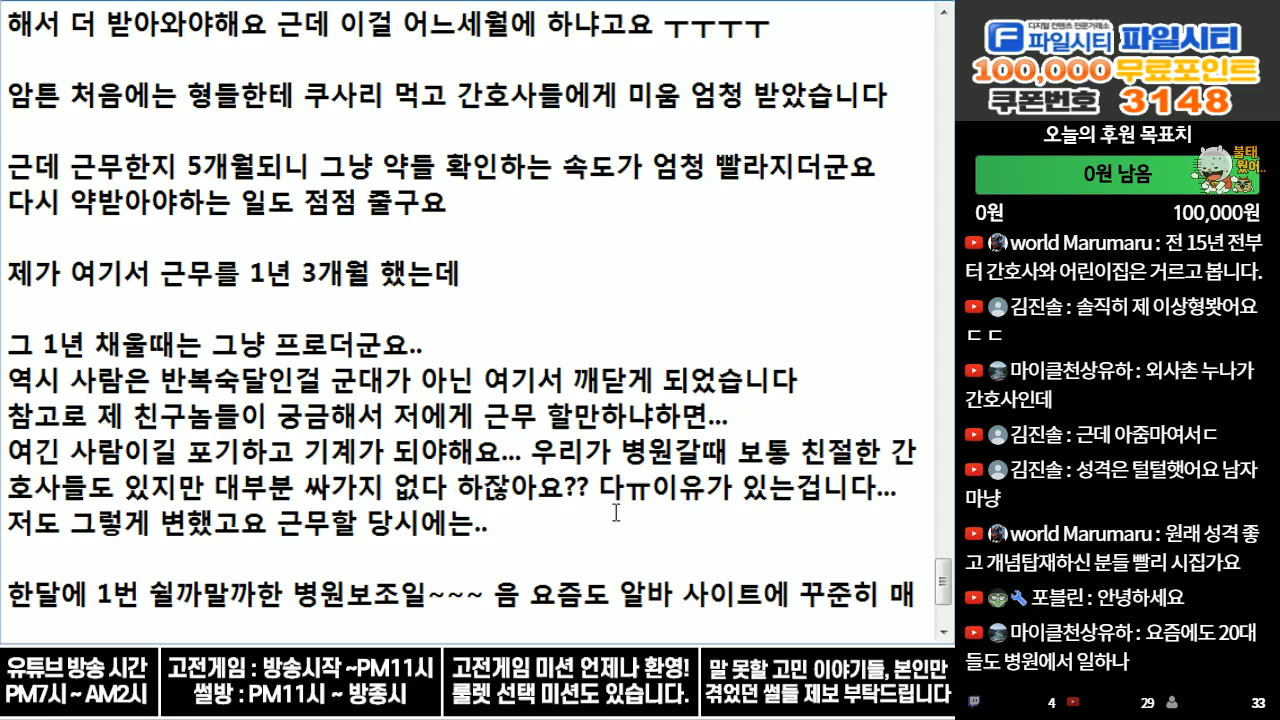 해서 더 받아와야해요 근데 이걸 어느세월에 하냐고요 ㅜㅜㅜㅜ
암튼 처음에는 형들한테 쿠사리 먹고 간호사들에게 미움 엄청 받았습니다
근데 근무한지 5개월되니 그냥 약들 확인하는 속도가 엄청 빨라지더군요
다시 약받아야하는 일도 점점 줄구요
제가 여기서 근무를 1년 3개월 했는데
그 1년 채울때는 그냥 프로더군요..
역시 사람은 반복숙달인걸 군대가 아닌 여기서 깨닫게 되었습니다
참고로 제 친구놈들이 궁금해서 저에게 근무 할만하냐하면...
여긴 사람이길 포기하고 기계가 되야해요... 우리가 병원갈때 보통 친절한 간
호사들도 있지만 대부분 싸가지 없다 하잖아요?? 다ㅠ이유가 있는겁니다...
저도 그렇게 변했고요 근무할 당시에는..
한달에 1번 쉴까말까한 병원보조일~~~ 음 요즘도 알바 사이트에 꾸준히 매
유튜브 방송 시간
PM7시 ~ AM2시
고전게임 : 방송시작 ~PM11시
썰방 : PM11시 ~ 방종시
고전게임 미션 언제나 환영!
룰렛 선택 미션도 있습니다.
말 못할 고민 이야기들, 본인만
겪었던 썰들 제보 부탁드립니다
디지털 컨텐츠 전문거래소
파일시티 파일시티
100,000무료포인트
쿠폰번호 3148
오늘의 후원 목표치
0원 남음
불태
웠어..
0원 100,000원
world Marumaru : 전 15년 전부
터 간호사와 어린이집은 거르고 봅니다.
김진솔 : 솔직히 제 이상형봣어요
ㄷ ㄷ
마이클천상유하 : 외사촌 누나가
간호사인데
김진솔 : 근데 아줌마여서ㄷ
김진솔 : 성격은 털털햇어요 남자
마냥
world Marumaru : 원래 성격 좋
고 개념탑재하신 분들 빨리 시집가요
포블린 : 안녕하세요
마이클천상유하 : 요즘에도 20대
들도 병원에서 일하나
4 29 33